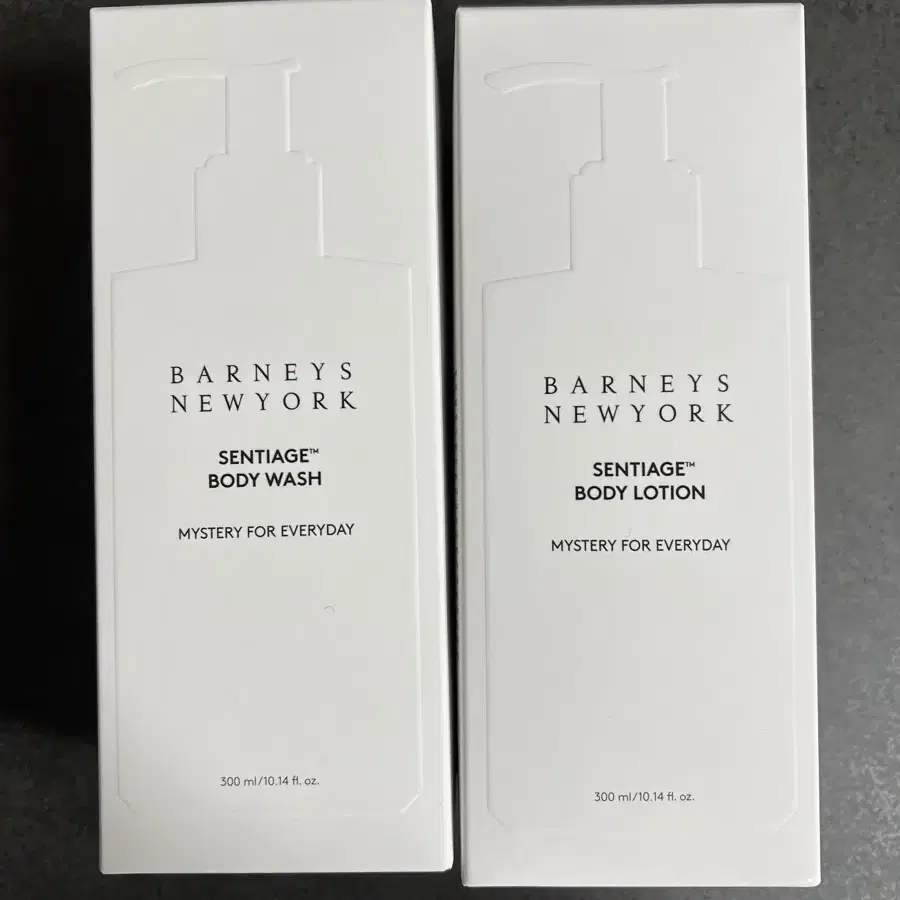 BARNEYS
NEWYORK
SENTIAGE™
BODY WASH
MYSTERY FOR EVERYDAY
300 ml/10.14 fl. oz.
BARNEYS
NEWYORK
SENTIAGE™
BODY LOTION
MYSTERY FOR EVERYDAY
300 ml/10.14 fl. oz.